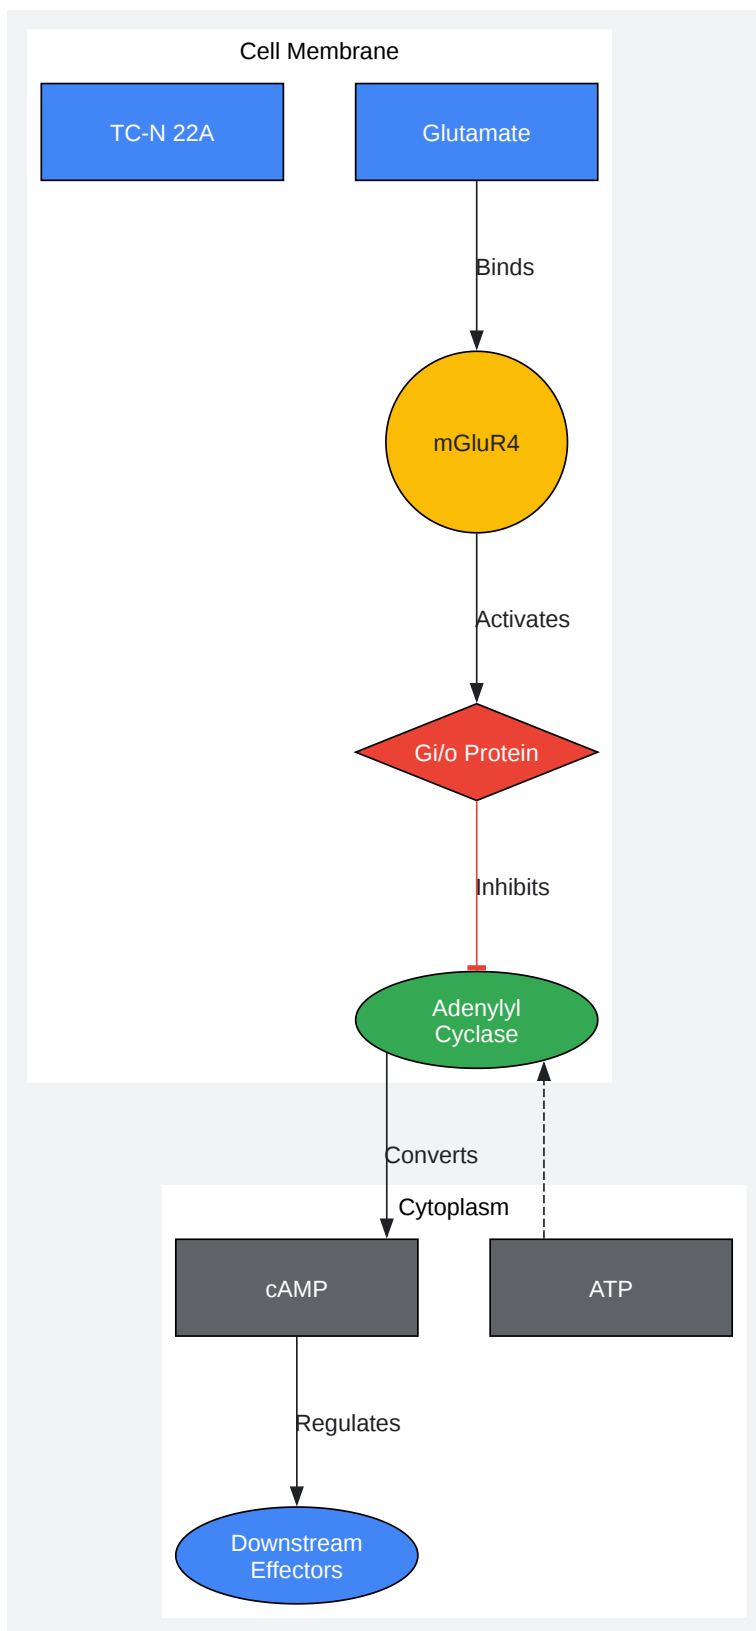 Cell Membrane
TC-N 22A
Glutamate
Binds
mGluR4
Activates
Gi/o Protein
Inhibits
Adenylyl
Cyclase
Converts
Cytoplasm
cAMP
ATP
Regulates
Downstream
Effectors